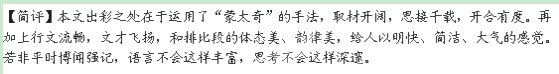 【简评】本文出彩之处在于运用了“蒙太奇”的手法，取材开阔，思接千载，开合有度。再
加上行文流畅，文才飞扬，和排比段的体态美、韵律美，给人以明快、简洁、大气的感觉。
若非平时博闻强记，语言不会这样丰富，思考不会这样深邃。